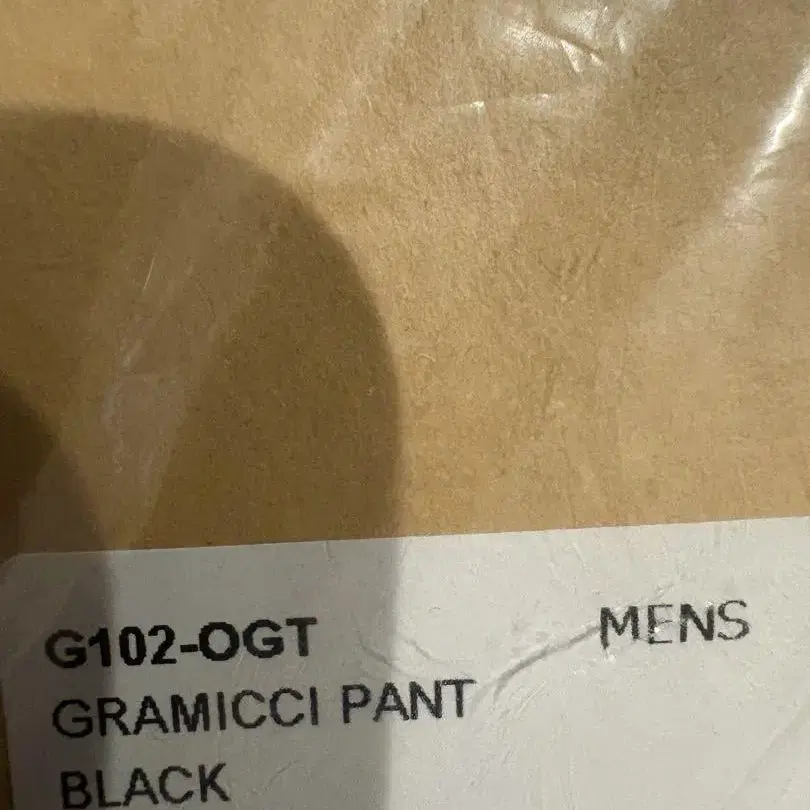 G102-OGT MENS
GRAMICCI PANT
BLACK